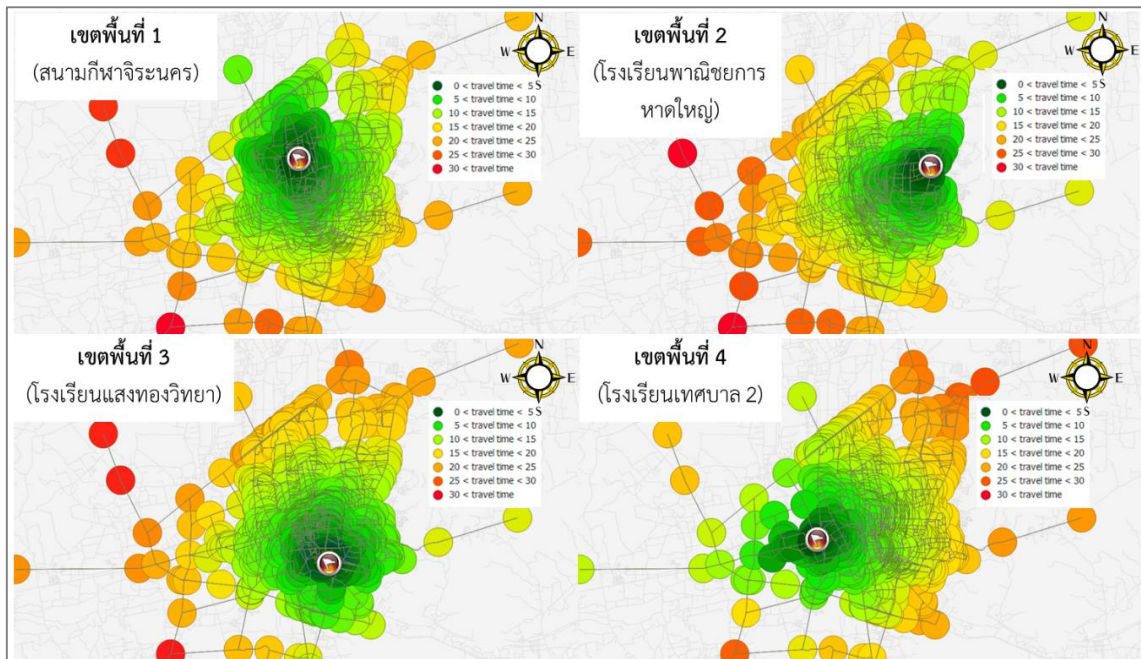 เขตพื้นที่ 1
(สนามกีฬาจิระนคร)
N
W E
S
0 < travel time < 5
5 < travel time < 10
10 < travel time < 15
15 < travel time < 20
20 < travel time < 25
25 < travel time < 30
30 < travel time
เขตพื้นที่ 2
(โรงเรียนพาณิชยการ
หาดใหญ่)
N
W E
S
0 < travel time < 5
5 < travel time < 10
10 < travel time < 15
15 < travel time < 20
20 < travel time < 25
25 < travel time < 30
30 < travel time
เขตพื้นที่ 3
(โรงเรียนแสงทองวิทยา)
N
W E
S
0 < travel time < 5
5 < travel time < 10
10 < travel time < 15
15 < travel time < 20
20 < travel time < 25
25 < travel time < 30
30 < travel time
เขตพื้นที่ 4
(โรงเรียนเทศบาล 2)
N
W E
S
0 < travel time < 5
5 < travel time < 10
10 < travel time < 15
15 < travel time < 20
20 < travel time < 25
25 < travel time < 30
30 < travel time